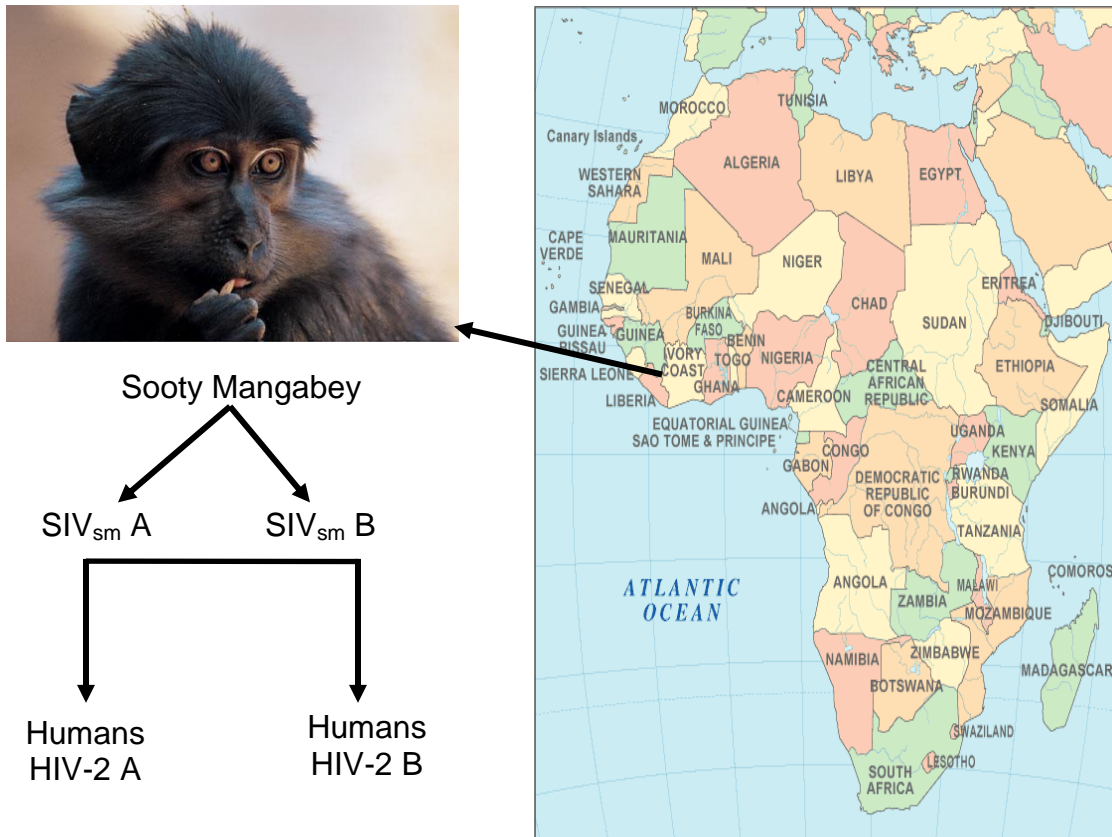 Sooty Mangabey
SIVsm A
SIVsm B
Humans
HIV-2 A
Humans
HIV-2 B
MOROCCO
TUNISIA
Canary Islands
ALGERIA
LIBYA
EGYPT
WESTERN
SAHARA
MAURITANIA
CAPE
VERDE
MALI
NIGER
CHAD
SUDAN
ERITREA
SENEGAL
GAMBIA
GUINEA
BISSAU
GUINEA
BURKINA
FASO
BENIN
TOGO
NIGERIA
DJIBOUTI
SIERRA LEONE
IVORY
COAST
GHANA
LIBERIA
CAMEROON
CENTRAL
AFRICAN
REPUBLIC
ETHIOPIA
SOMALIA
EQUATORIAL GUINEA
SAO TOME & PRINCIPE
UGANDA
KENYA
GABON
CONGO
DEMOCRATIC
REPUBLIC
OF CONGO
RWANDA
BURUNDI
ANGOLA
TANZANIA
COMOROS
ATLANTIC
OCEAN
ANGOLA
ZAMBIA
MALAWI
MOZAMBIQUE
ZIMBABWE
NAMIBIA
BOTSWANA
MADAGASCAR
SWAZILAND
LESOTHO
SOUTH
AFRICA